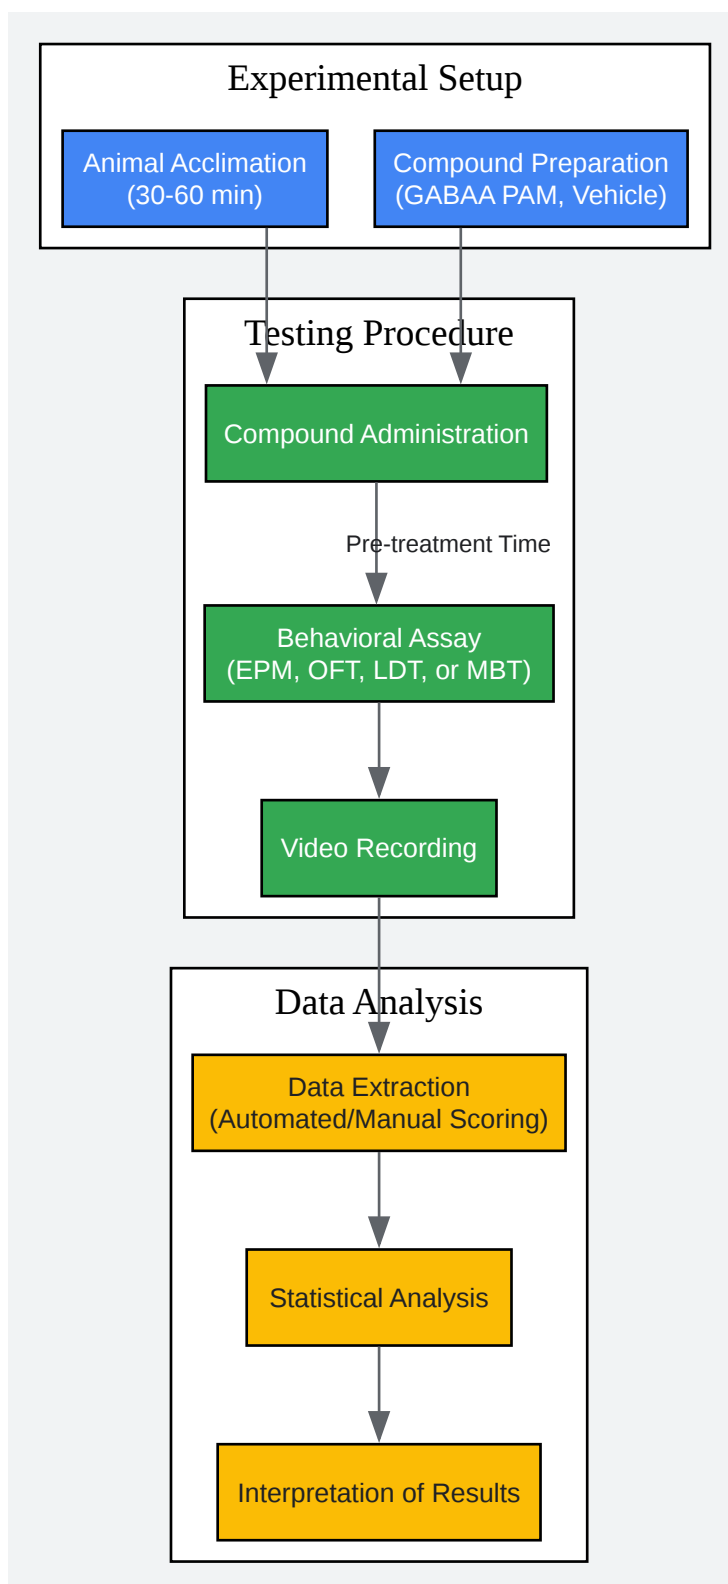 Experimental Setup
Animal Acclimation
(30-60 min)
Compound Preparation
(GABAA PAM, Vehicle)
Testing Procedure
Compound Administration
Pre-treatment Time
Behavioral Assay
(EPM, OFT, LDT, or MBT)
Video Recording
Data Analysis
Data Extraction
(Automated/Manual Scoring)
Statistical Analysis
Interpretation of Results